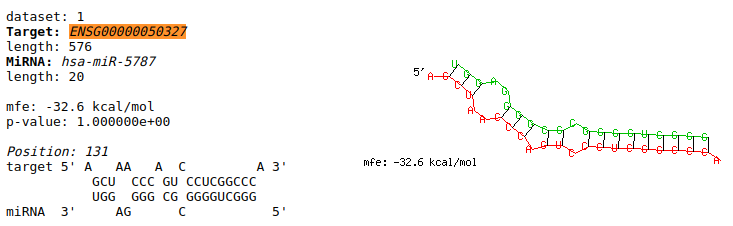 dataset: 1
Target: ENSG00000050327
length: 576
MiRNA: hsa-miR-5787
length: 20
mfe: -32.6 kcal/mol
p-value: 1.000000e+00
Position: 131
target 5' A   AA   A  C         A 3'
           GCU  CCC GU CCUCGGCCC
           UGG  GGG CG GGGGUCGGG
miRNA  3'     AG      C           5'
5'
mfe: -32.6 kcal/mol